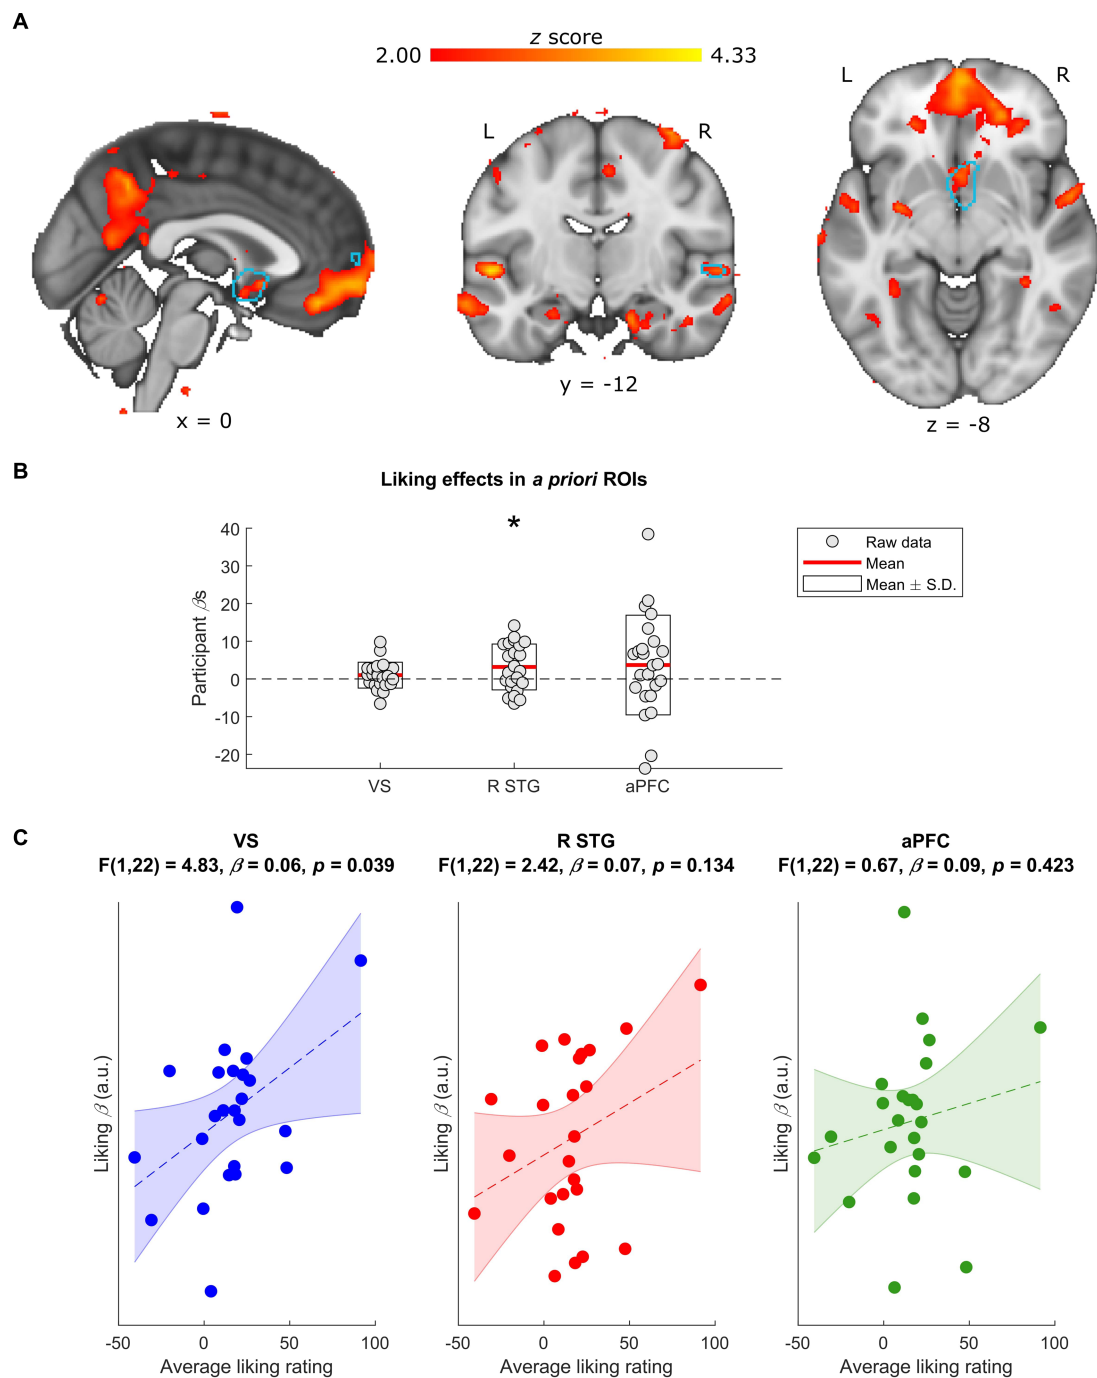 A
z score
2.00 4.33
L R
L R
x = 0
y = -12
z = -8
B
Liking effects in a priori ROIs
*
Participant βs
40
30
20
10
0
-10
-20
VS R STG aPFC
Raw data
Mean
Mean ± S.D.
C
VS
F(1,22) = 4.83, β = 0.06, p = 0.039
Liking β (a.u.)
-50 0 50 100
Average liking rating
R STG
F(1,22) = 2.42, β = 0.07, p = 0.134
Liking β (a.u.)
-50 0 50 100
Average liking rating
aPFC
F(1,22) = 0.67, β = 0.09, p = 0.423
Liking β (a.u.)
-50 0 50 100
Average liking rating